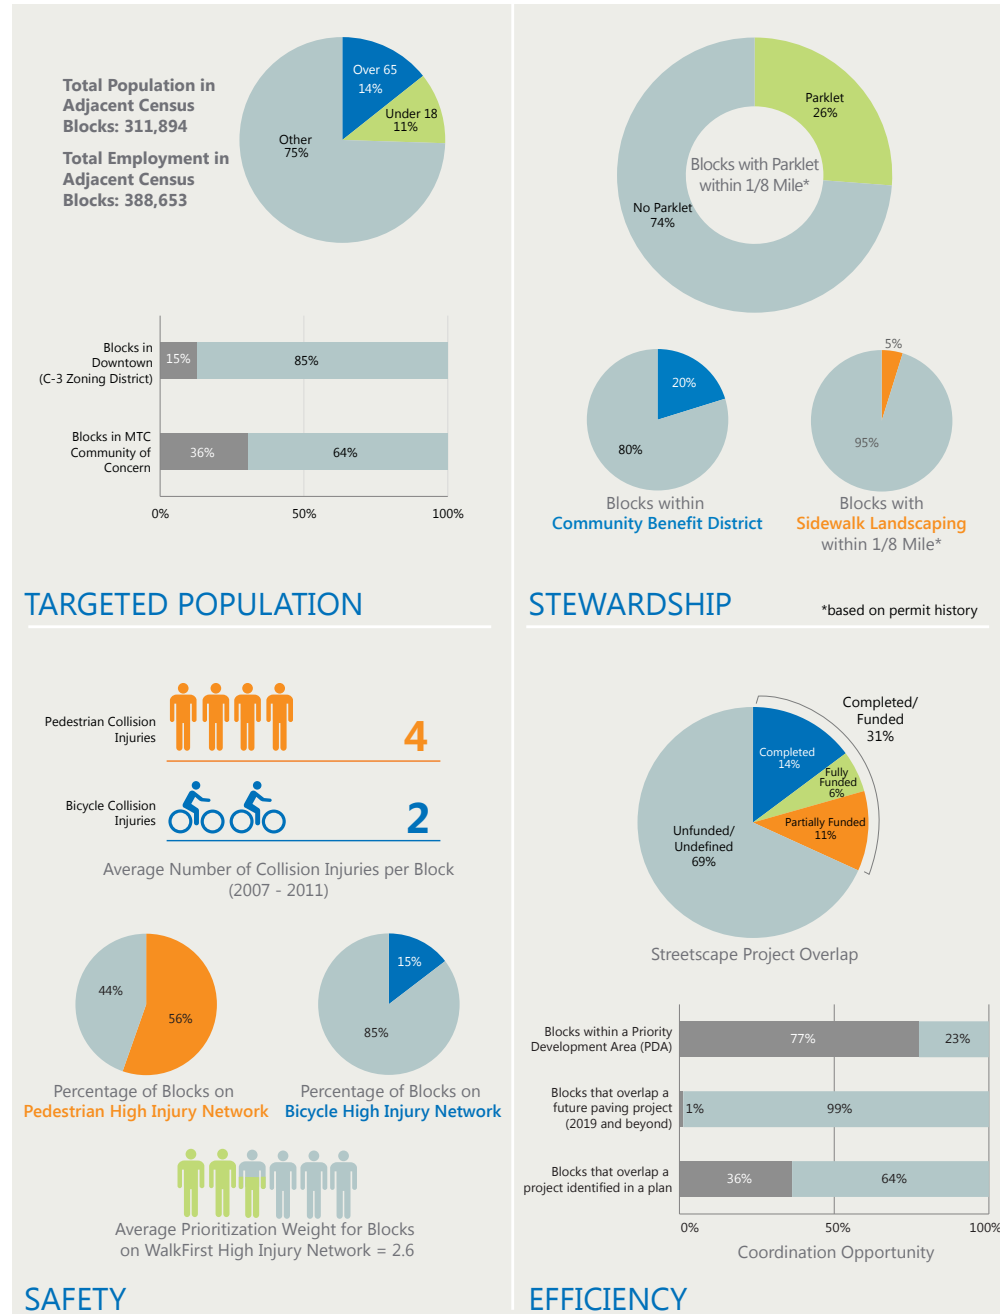 Total Population in
Adjacent Census
Blocks: 311,894
Total Employment in
Adjacent Census
Blocks: 388,653
Over 65
14%
Under 18
11%
Other
75%
Blocks in
Downtown
(C-3 Zoning District)
15%
85%
Blocks in MTC
Community of
Concern
36%
64%
0%
50%
100%
TARGETED POPULATION
Parklet
26%
Blocks with Parklet
within 1/8 Mile*
No Parklet
74%
20%
80%
Blocks within
Community Benefit District
5%
95%
Blocks with
Sidewalk Landscaping
within 1/8 Mile*
STEWARDSHIP
*based on permit history
Pedestrian Collision
Injuries
4
Bicycle Collision
Injuries
2
Average Number of Collision Injuries per Block
(2007 - 2011)
44%
56%
Percentage of Blocks on
Pedestrian High Injury Network
15%
85%
Percentage of Blocks on
Bicycle High Injury Network
Average Prioritization Weight for Blocks
on WalkFirst High Injury Network = 2.6
SAFETY
Completed/
Funded
31%
Completed
14%
Fully
Funded
6%
Partially Funded
11%
Unfunded/
Undefined
69%
Streetscape Project Overlap
Blocks within a Priority
Development Area (PDA)
77%
23%
Blocks that overlap a
future paving project
(2019 and beyond)
1%
99%
Blocks that overlap a
project identified in a plan
36%
64%
0%
50%
100%
Coordination Opportunity
EFFICIENCY